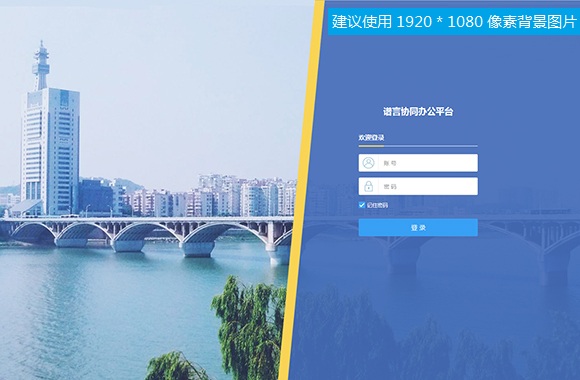 建议使用 1920 * 1080 像素背景图片
谱言协同办公平台
欢迎登录
账号
密码
记住密码
登 录